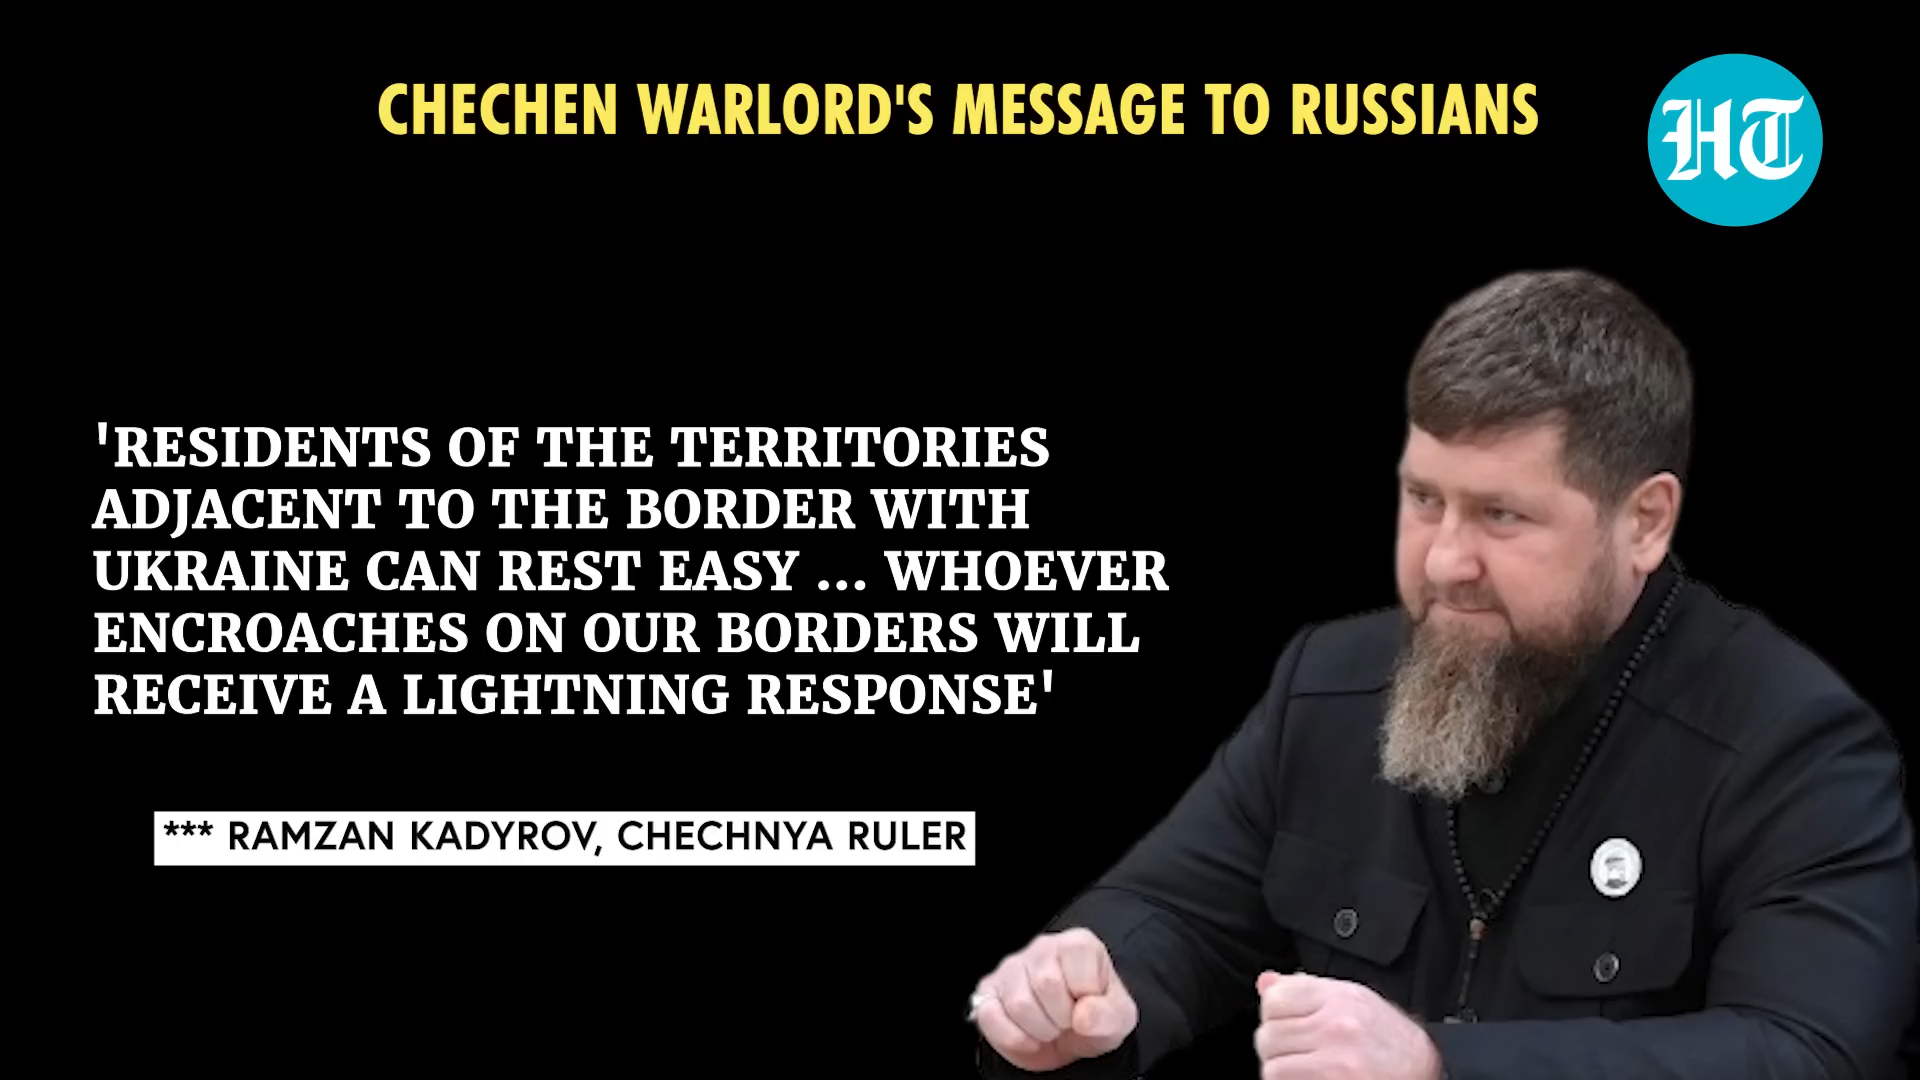 CHECHEN WARLORD'S MESSAGE TO RUSSIANS
HT
'RESIDENTS OF THE TERRITORIES
ADJACENT TO THE BORDER WITH
UKRAINE CAN REST EASY ... WHOEVER
ENCROACHES ON OUR BORDERS WILL
RECEIVE A LIGHTNING RESPONSE'
*** RAMZAN KADYROV, CHECHNYA RULER